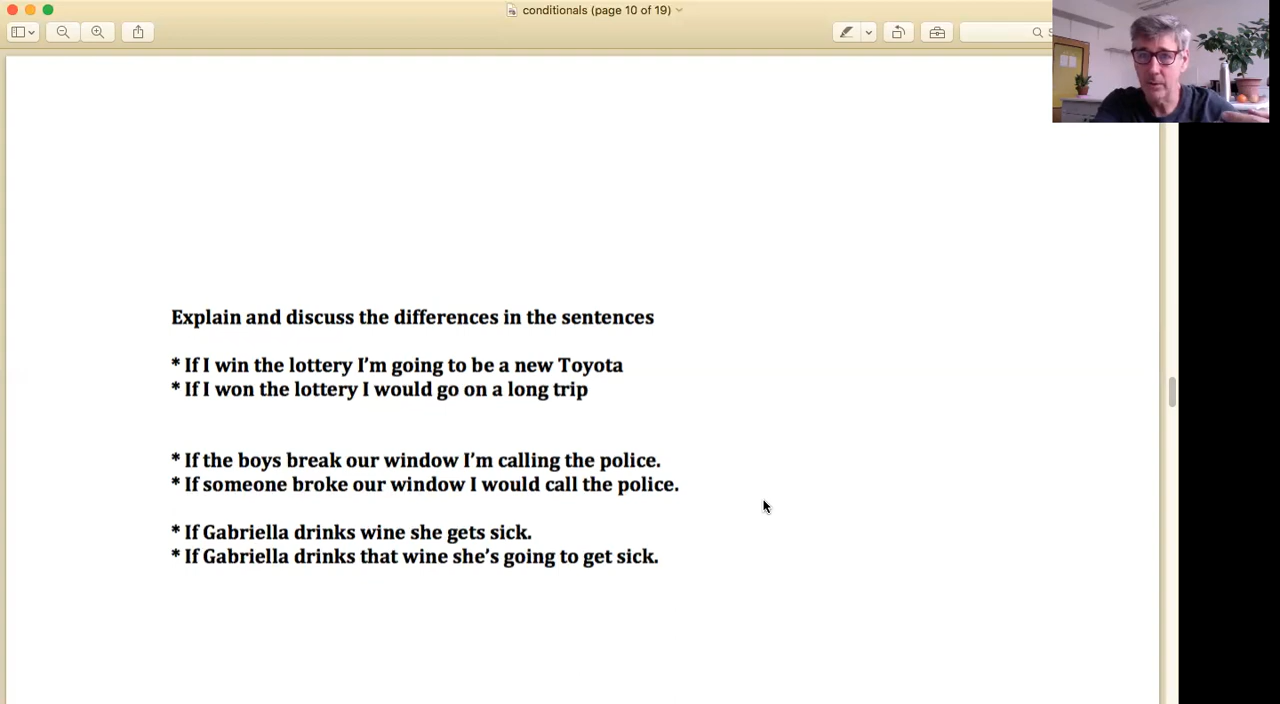 conditionals (page 10 of 19)
S
Explain and discuss the differences in the sentences
* If I win the lottery I'm going to be a new Toyota
* If I won the lottery I would go on a long trip
* If the boys break our window I'm calling the police.
* If someone broke our window I would call the police.
* If Gabriella drinks wine she gets sick.
* If Gabriella drinks that wine she's going to get sick.